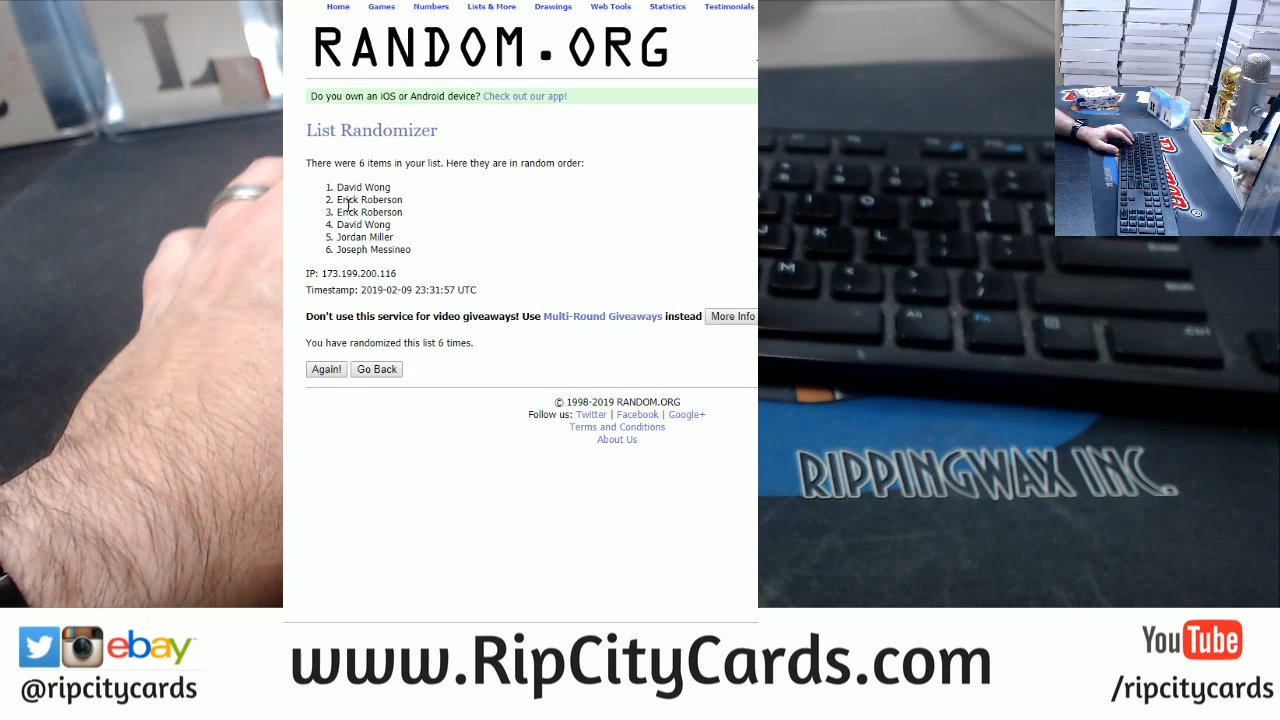 Home Games Numbers Lists & More Drawings Web Tools Statistics Testimonials
RANDOM.ORG
Do you own an iOS or Android device? Check out our app!
List Randomizer
There were 6 items in your list. Here they are in random order:
1. David Wong
2. Erick Roberson
3. Erick Roberson
4. David Wong
5. Jordan Miller
6. Joseph Messineo
IP: 173.199.200.116
Timestamp: 2019-02-09 23:31:57 UTC
Don't use this service for video giveaways! Use Multi-Round Giveaways instead More Info
You have randomized this list 6 times.
Again! Go Back
© 1998-2019 RANDOM.ORG
Follow us: Twitter | Facebook | Google+
Terms and Conditions
About Us
RIPPINGWAX INC.
ebay
@ripcitycards
www.RipCityCards.com
YouTube
/ripcitycards